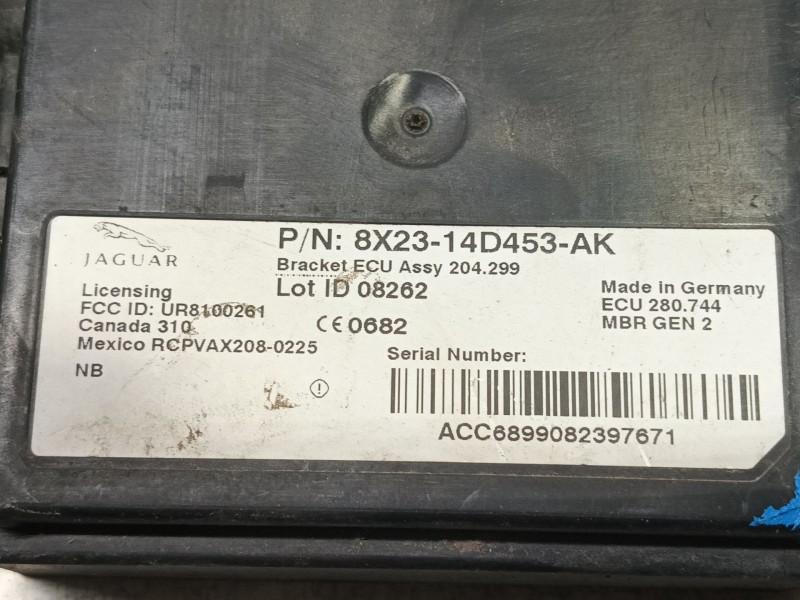 JAGUAR
P/N: 8X23-14D453-AK
Bracket ECU Assy 204.299
Lot ID 08262
Licensing
FCC ID: UR8100261
Canada 310
Mexico RCPVAX208-0225
NB
CE 0682
Made in Germany
ECU 280.744
MBR GEN 2
Serial Number:
ACC6899082397671